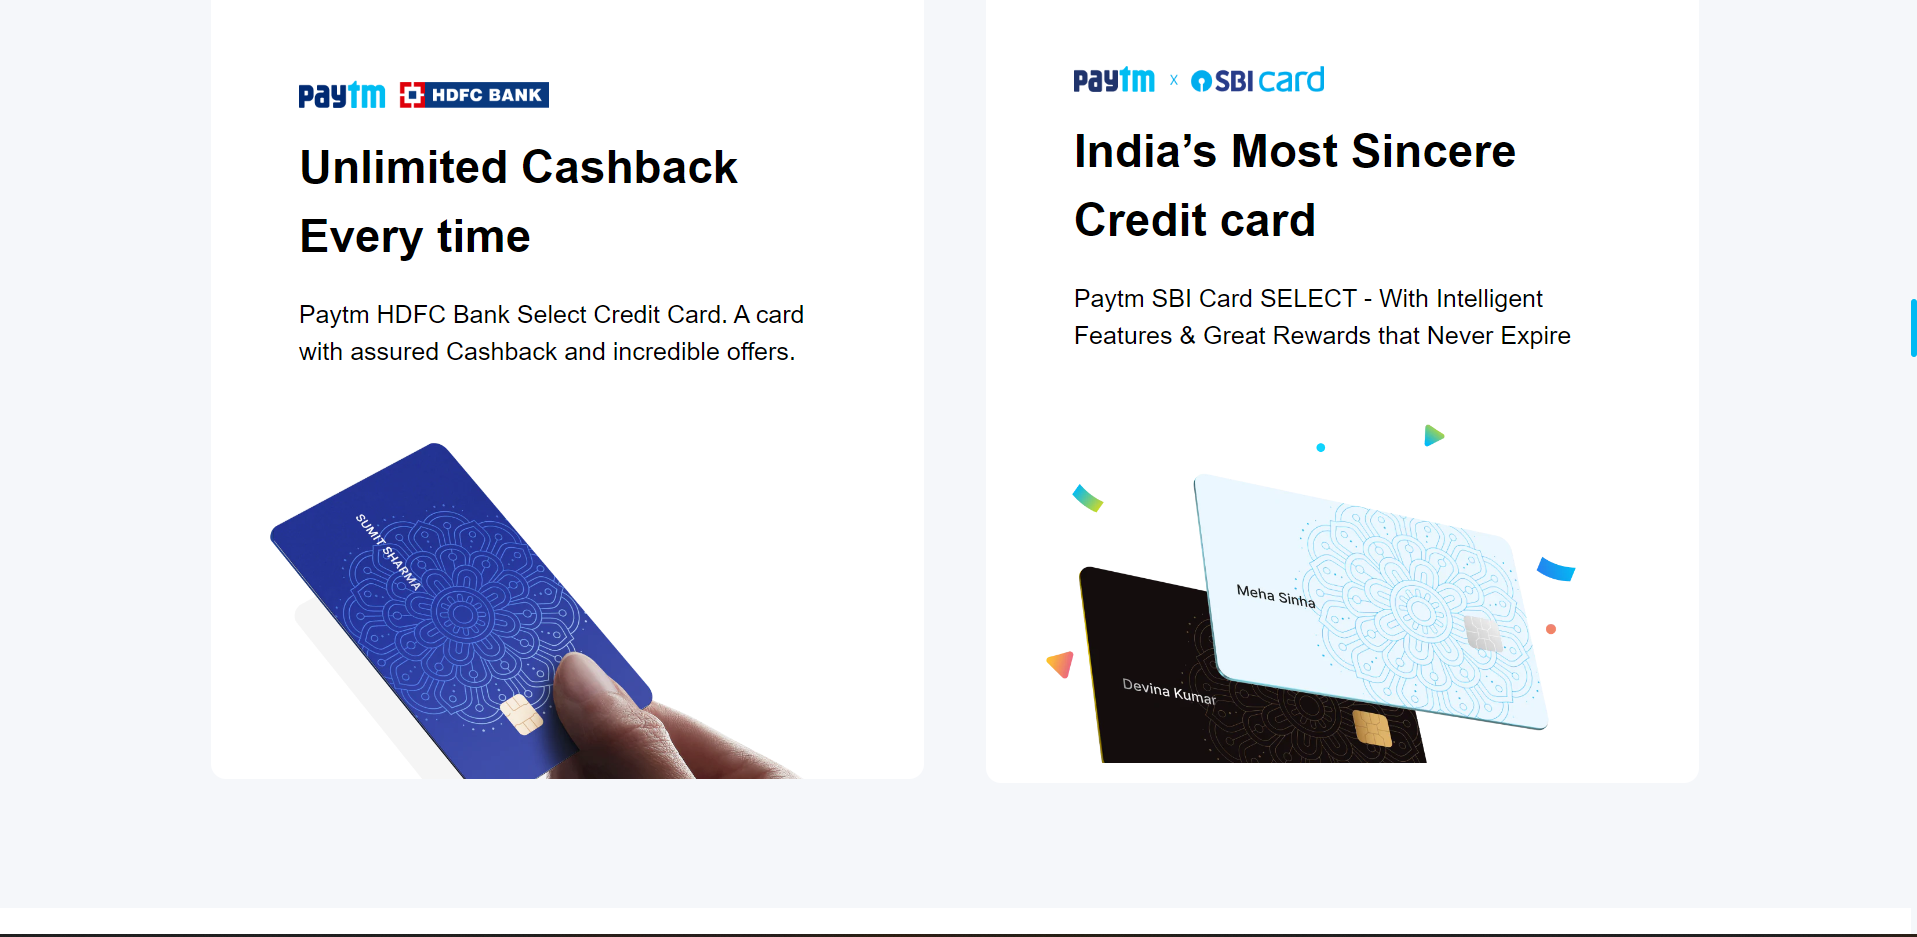 paytm HDFC BANK
Unlimited Cashback
Every time
Paytm HDFC Bank Select Credit Card. A card
with assured Cashback and incredible offers.
SUMIT SHARMA
paytm x SBI card
India’s Most Sincere
Credit card
Paytm SBI Card SELECT - With Intelligent
Features & Great Rewards that Never Expire
Meha Sinha
Devina Kumar